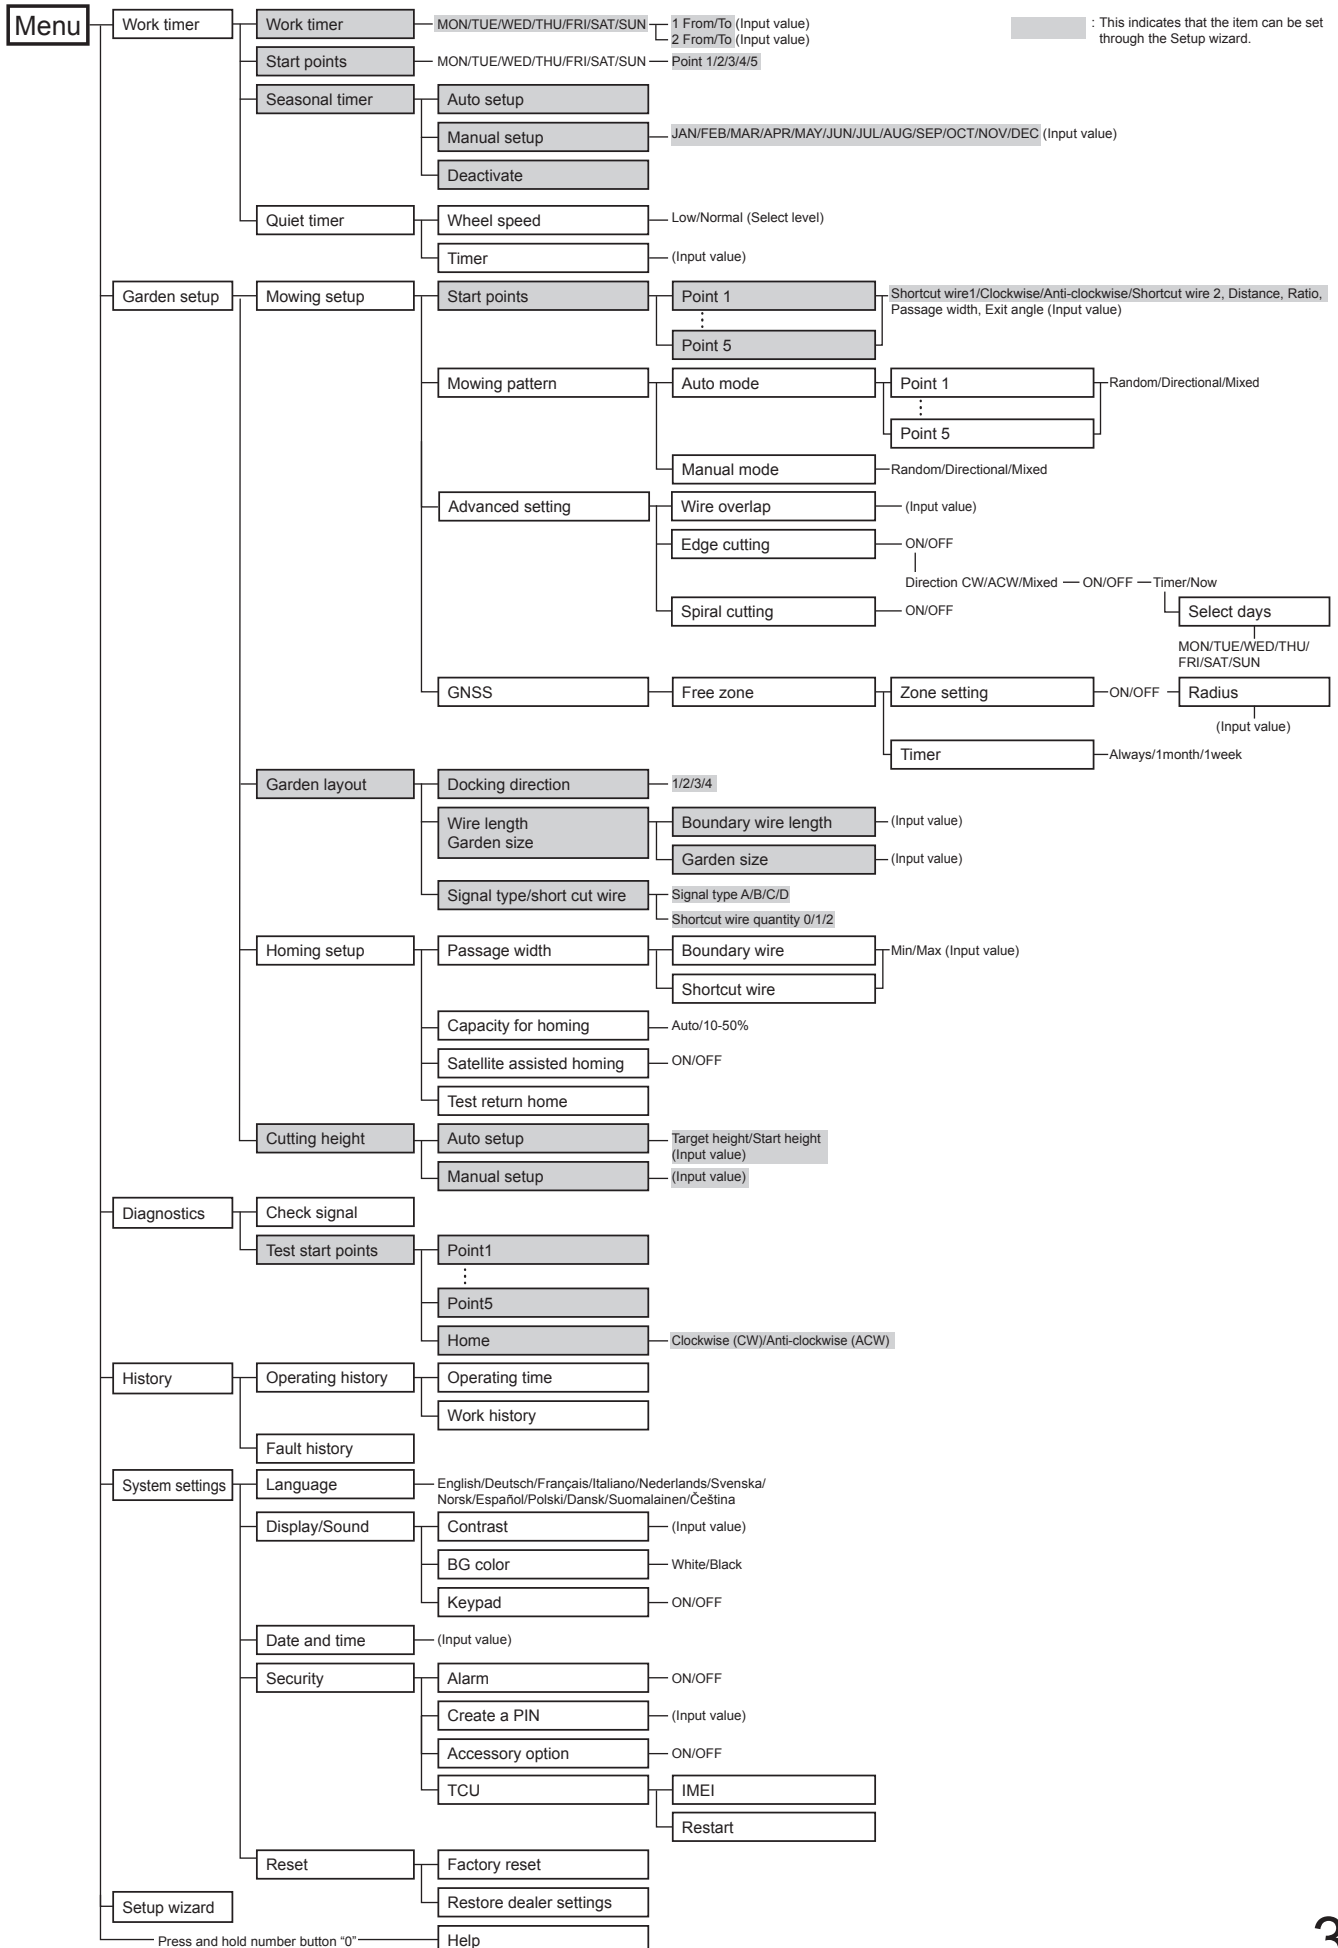 Menu
Work timer
Work timer
MON/TUE/WED/THU/FRI/SAT/SUN
1 From/To (Input value)
2 From/To (Input value)
: This indicates that the item can be set
through the Setup wizard.
Start points
MON/TUE/WED/THU/FRI/SAT/SUN
Point 1/2/3/4/5
Seasonal timer
Auto setup
Manual setup
JAN/FEB/MAR/APR/MAY/JUN/JUL/AUG/SEP/OCT/NOV/DEC (Input value)
Deactivate
Quiet timer
Wheel speed
Low/Normal (Select level)
Timer
(Input value)
Garden setup
Mowing setup
Start points
Point 1
Shortcut wire1/Clockwise/Anti-clockwise/Shortcut wire 2, Distance, Ratio,
Passage width, Exit angle (Input value)
Point 5
Mowing pattern
Auto mode
Point 1
Random/Directional/Mixed
Point 5
Manual mode
Random/Directional/Mixed
Advanced setting
Wire overlap
(Input value)
Edge cutting
ON/OFF
Direction CW/ACW/Mixed
ON/OFF
Timer/Now
Spiral cutting
ON/OFF
Select days
MON/TUE/WED/THU/
FRI/SAT/SUN
GNSS
Free zone
Zone setting
ON/OFF
Radius
(Input value)
Timer
Always/1month/1week
Garden layout
Docking direction
1/2/3/4
Wire length
Garden size
Boundary wire length
(Input value)
Garden size
(Input value)
Signal type/short cut wire
Signal type A/B/C/D
Shortcut wire quantity 0/1/2
Homing setup
Passage width
Boundary wire
Min/Max (Input value)
Shortcut wire
Capacity for homing
Auto/10-50%
Satellite assisted homing
ON/OFF
Test return home
Cutting height
Auto setup
Target height/Start height
(Input value)
Manual setup
(Input value)
Diagnostics
Check signal
Test start points
Point1
Point5
Home
Clockwise (CW)/Anti-clockwise (ACW)
History
Operating history
Operating time
Work history
Fault history
System settings
Language
English/Deutsch/Français/Italiano/Nederlands/Svenska/
Norsk/Español/Polski/Dansk/Suomalainen/Čeština
Display/Sound
Contrast
(Input value)
BG color
White/Black
Keypad
ON/OFF
Date and time
(Input value)
Security
Alarm
ON/OFF
Create a PIN
(Input value)
Accessory option
ON/OFF
TCU
IMEI
Restart
Reset
Factory reset
Restore dealer settings
Setup wizard
Press and hold number button “0”
Help